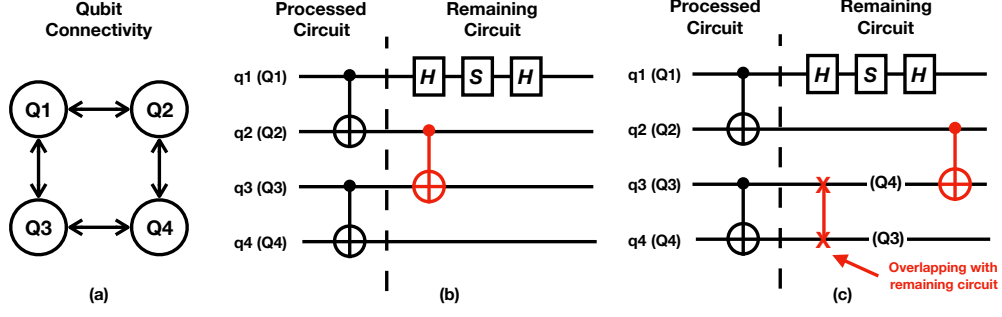 Qubit
Connectivity
Q1
Q2
Q3
Q4
(a)
Processed
Circuit
Remaining
Circuit
q1 (Q1)
H
S
H
q2 (Q2)
q3 (Q3)
q4 (Q4)
(b)
Processed
Circuit
Remaining
Circuit
q1 (Q1)
H
S
H
q2 (Q2)
q3 (Q3)
(Q4)
q4 (Q4)
(Q3)
Overlapping with
remaining circuit
(c)